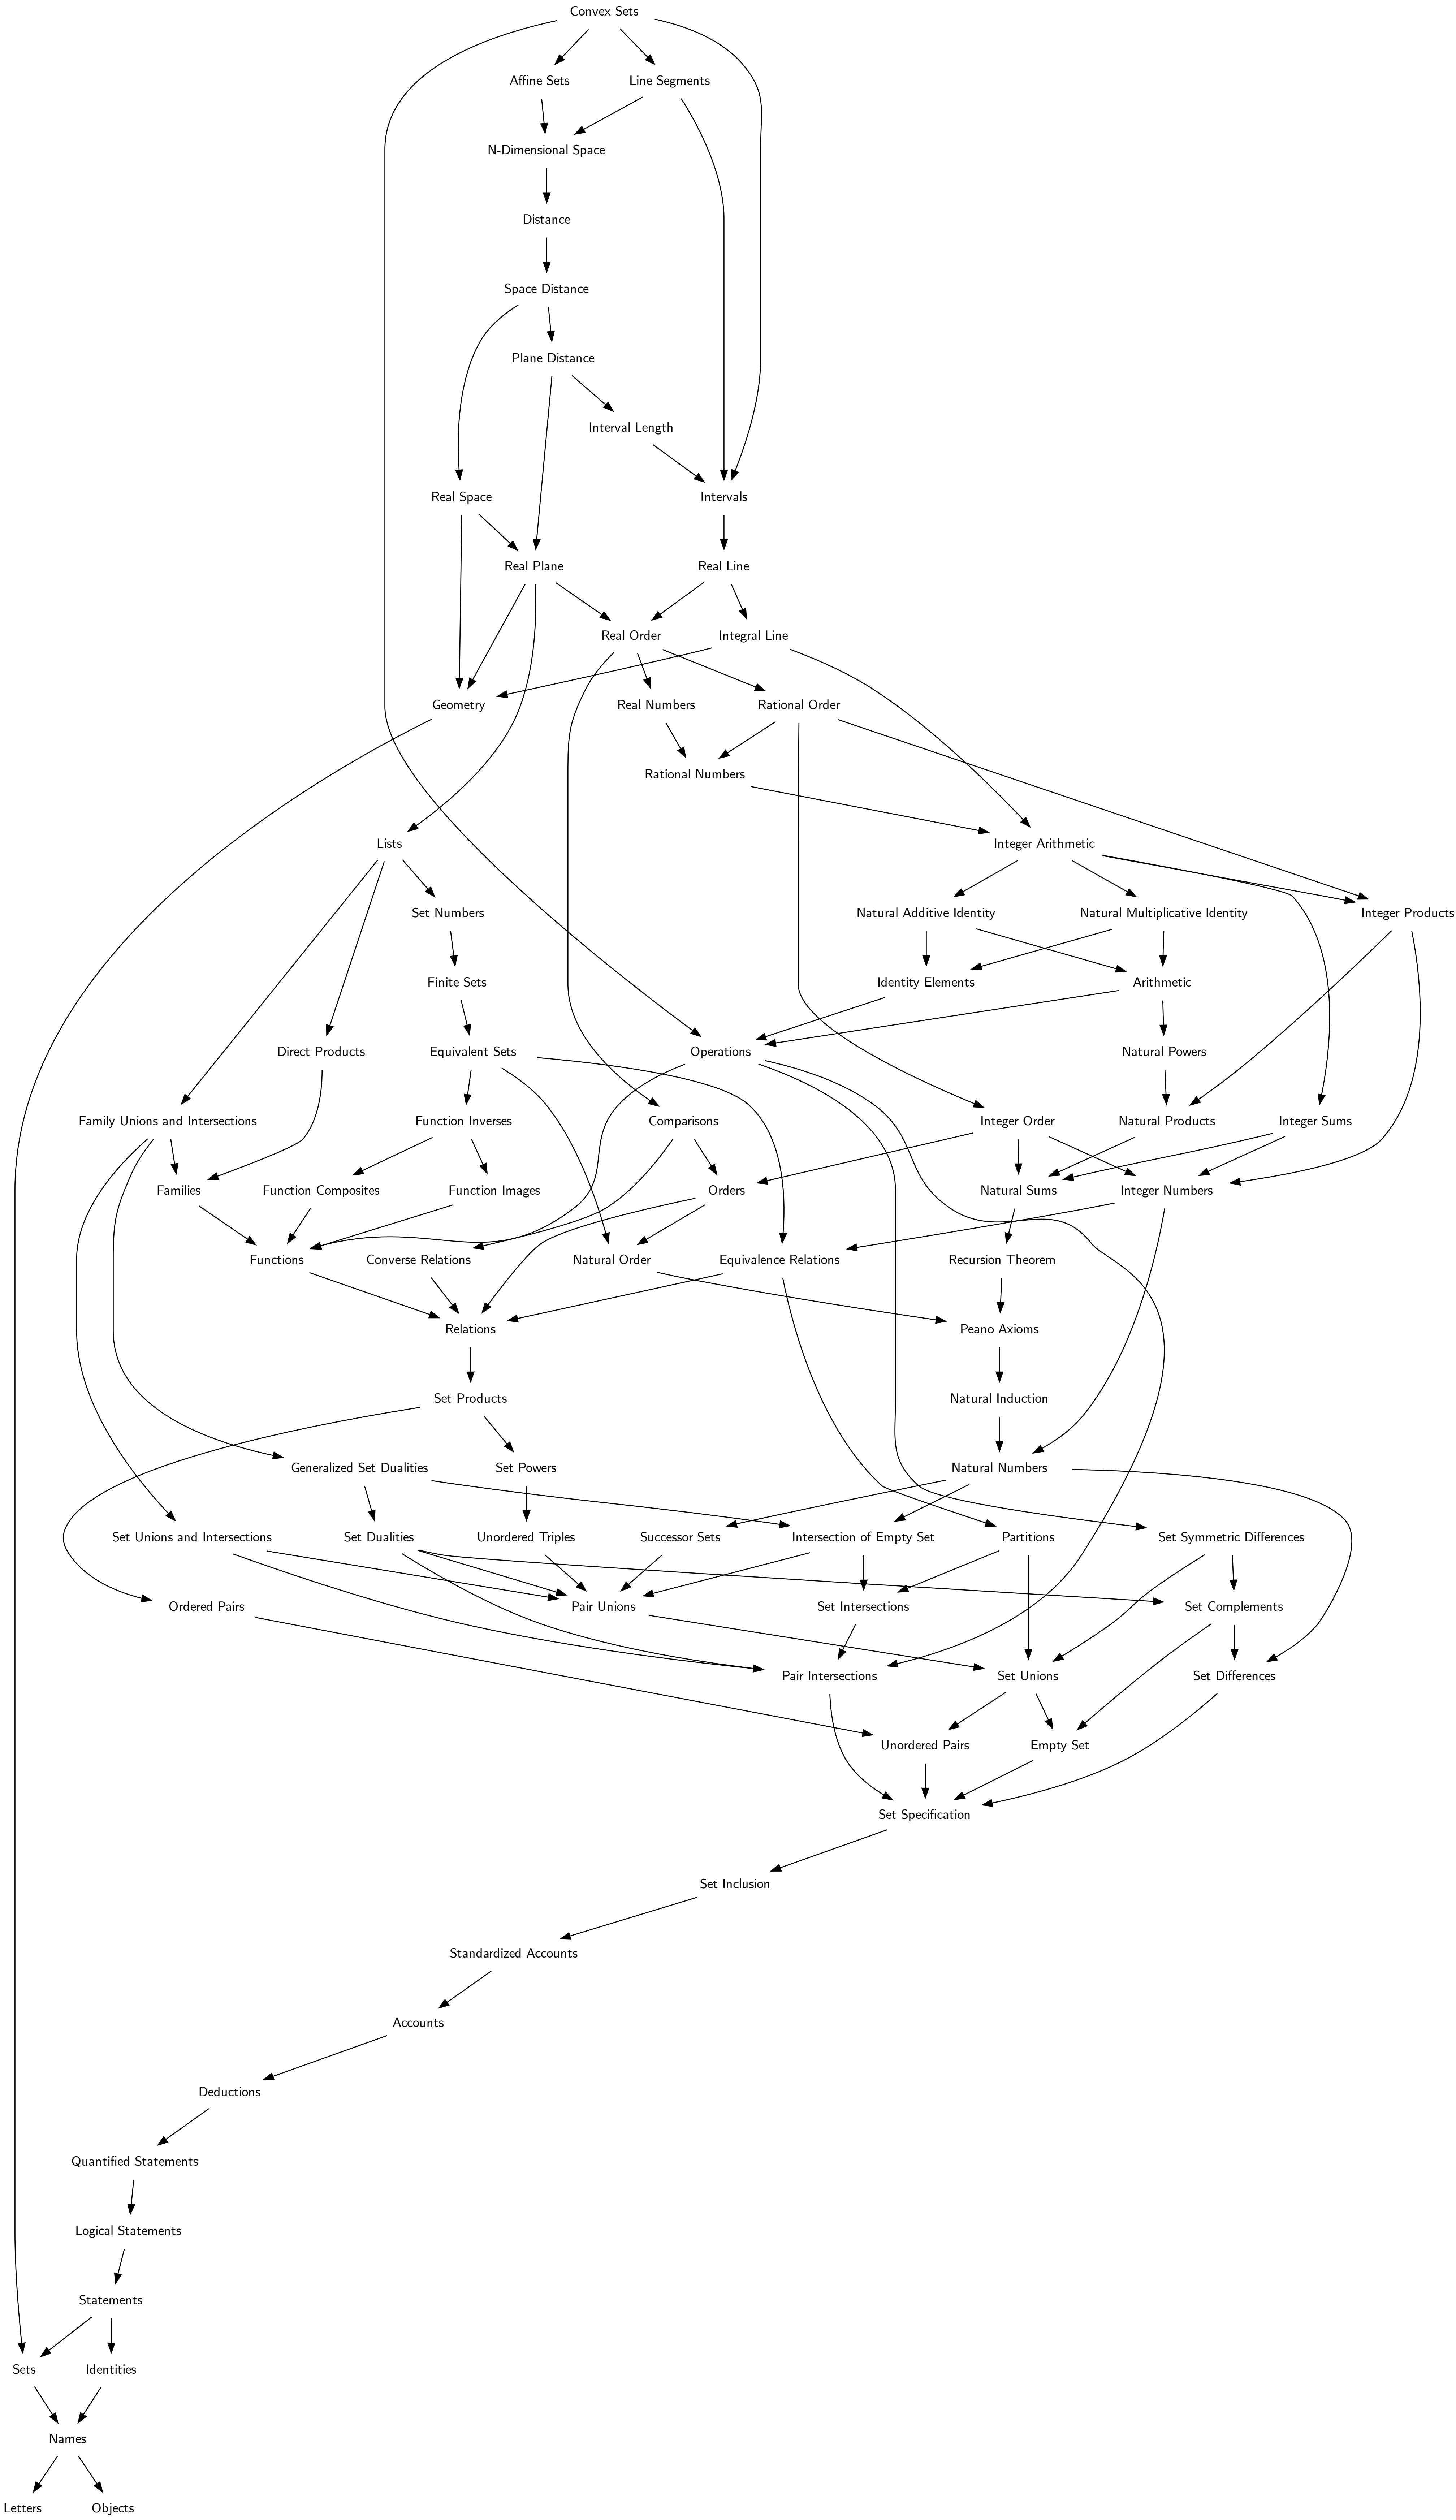 Convex Sets
Affine Sets
Line Segments
N-Dimensional Space
Distance
Space Distance
Plane Distance
Interval Length
Real Space
Intervals
Real Plane
Real Line
Real Order
Integral Line
Geometry
Real Numbers
Rational Order
Rational Numbers
Lists
Integer Arithmetic
Set Numbers
Natural Additive Identity
Natural Multiplicative Identity
Integer Products
Finite Sets
Identity Elements
Arithmetic
Direct Products
Equivalent Sets
Operations
Natural Powers
Family Unions and Intersections
Function Inverses
Comparisons
Integer Order
Natural Products
Integer Sums
Families
Function Composites
Function Images
Orders
Natural Sums
Integer Numbers
Functions
Converse Relations
Natural Order
Equivalence Relations
Recursion Theorem
Relations
Peano Axioms
Set Products
Natural Induction
Generalized Set Dualities
Set Powers
Natural Numbers
Set Unions and Intersections
Set Dualities
Unordered Triples
Successor Sets
Intersection of Empty Set
Partitions
Set Symmetric Differences
Ordered Pairs
Pair Unions
Set Intersections
Set Complements
Pair Intersections
Set Unions
Set Differences
Unordered Pairs
Empty Set
Set Specification
Set Inclusion
Standardized Accounts
Accounts
Deductions
Quantified Statements
Logical Statements
Statements
Sets
Identities
Names
Letters
Objects